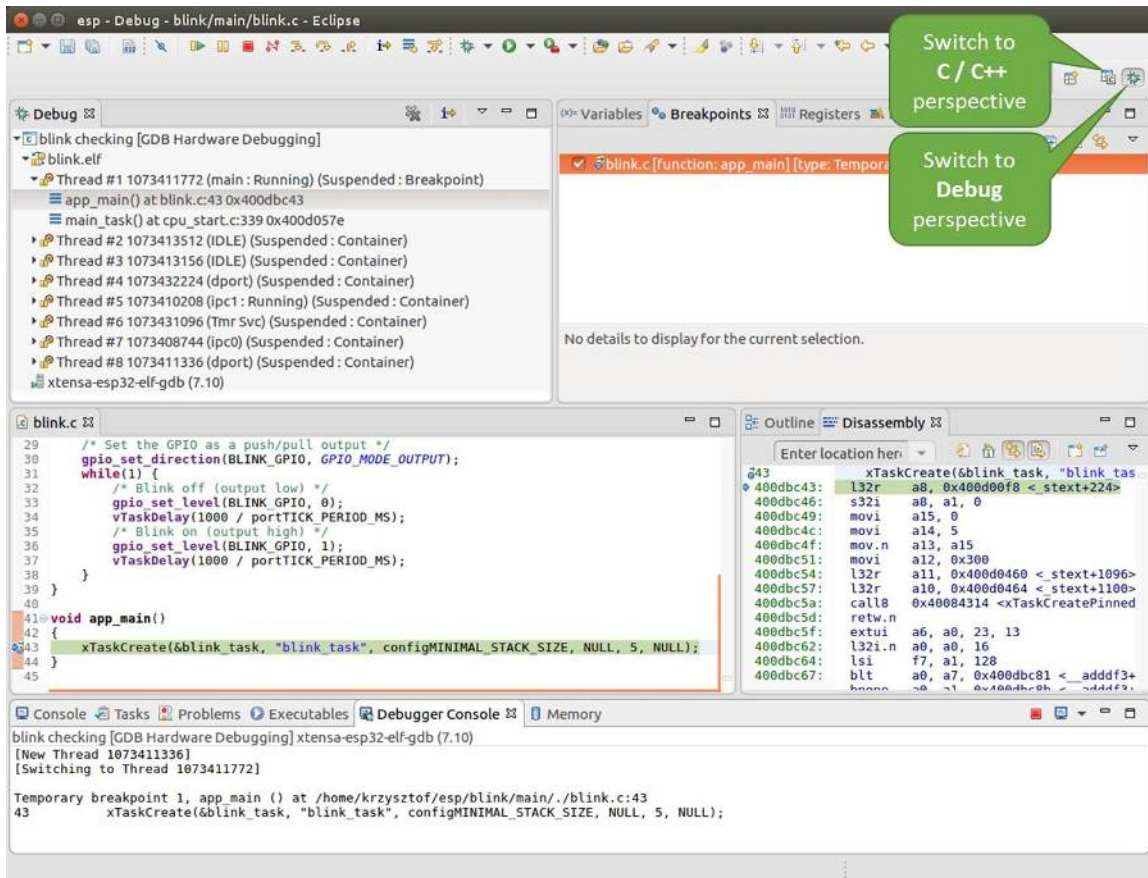 esp - Debug - blink/main/blink.c - Eclipse
Switch to
C / C++
perspective
Switch to
Debug
perspective
Debug
blink checking [GDB Hardware Debugging]
blink.elf
Thread #1 1073411772 (main : Running) (Suspended : Breakpoint)
app_main() at blink.c:43 0x400dbc43
main_task() at cpu_start.c:339 0x400d057e
Thread #2 1073413512 (IDLE) (Suspended : Container)
Thread #3 1073413156 (IDLE) (Suspended : Container)
Thread #4 1073432224 (dport) (Suspended : Container)
Thread #5 1073410208 (ipc1 : Running) (Suspended : Container)
Thread #6 1073431096 (Tmr Svc) (Suspended : Container)
Thread #7 1073408744 (ipc0) (Suspended : Container)
Thread #8 1073411336 (dport) (Suspended : Container)
xtensa-esp32-elf-gdb (7.10)
(x)= Variables Breakpoints Registers
blink.c [function: app_main] [type: Tempora
No details to display for the current selection.
blink.c
29 /* Set the GPIO as a push/pull output */
30 gpio_set_direction(BLINK_GPIO, GPIO_MODE_OUTPUT);
31 while(1) {
32 /* Blink off (output low) */
33 gpio_set_level(BLINK_GPIO, 0);
34 vTaskDelay(1000 / portTICK_PERIOD_MS);
35 /* Blink on (output high) */
36 gpio_set_level(BLINK_GPIO, 1);
37 vTaskDelay(1000 / portTICK_PERIOD_MS);
38 }
39 }
40
41 void app_main()
42 {
43 xTaskCreate(&blink_task, "blink_task", configMINIMAL_STACK_SIZE, NULL, 5, NULL);
44 }
45
Outline Disassembly
Enter location her
43 xTaskCreate(&blink_task, "blink_tas
400dbc43: l32r a8, 0x400d00f8 <_stext+224>
400dbc46: s32i a8, a1, 0
400dbc49: movi a15, 0
400dbc4c: movi a14, 5
400dbc4f: mov.n a13, a15
400dbc51: movi a12, 0x300
400dbc54: l32r a11, 0x400d0460 <_stext+1096>
400dbc57: l32r a10, 0x400d0464 <_stext+1100>
400dbc5a: call8 0x40084314 <xTaskCreatePinned
400dbc5d: retw.n
400dbc5f: extui a6, a0, 23, 13
400dbc62: l32i.n a0, a0, 16
400dbc64: lsi f7, a1, 128
400dbc67: blt a0, a7, 0x400dbc81 <__adddf3+
Console Tasks Problems Executables Debugger Console Memory
blink checking [GDB Hardware Debugging] xtensa-esp32-elf-gdb (7.10)
[New Thread 1073411336]
[Switching to Thread 1073411772]
Temporary breakpoint 1, app_main () at /home/krzysztof/esp/blink/main/./blink.c:43
43 xTaskCreate(&blink_task, "blink_task", configMINIMAL_STACK_SIZE, NULL, 5, NULL);